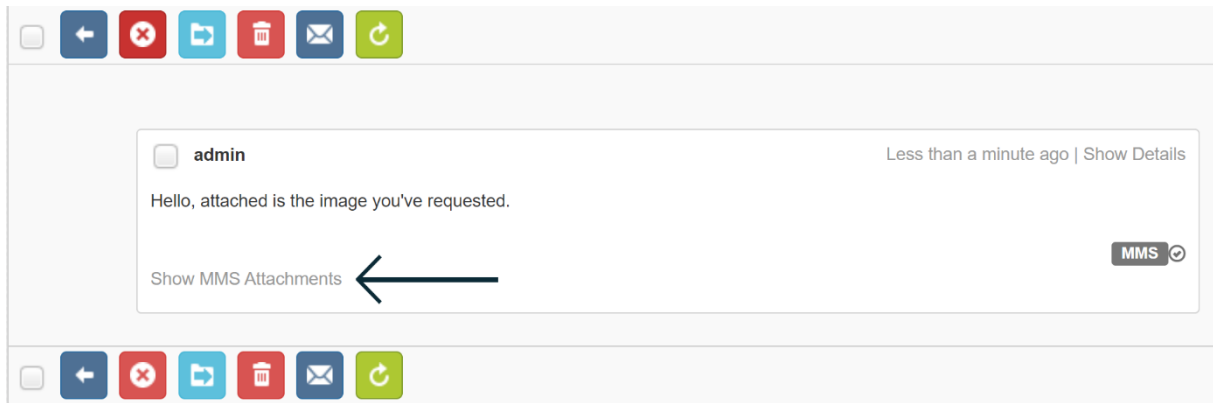 admin
Less than a minute ago | Show Details
Hello, attached is the image you've requested.
MMS
Show MMS Attachments